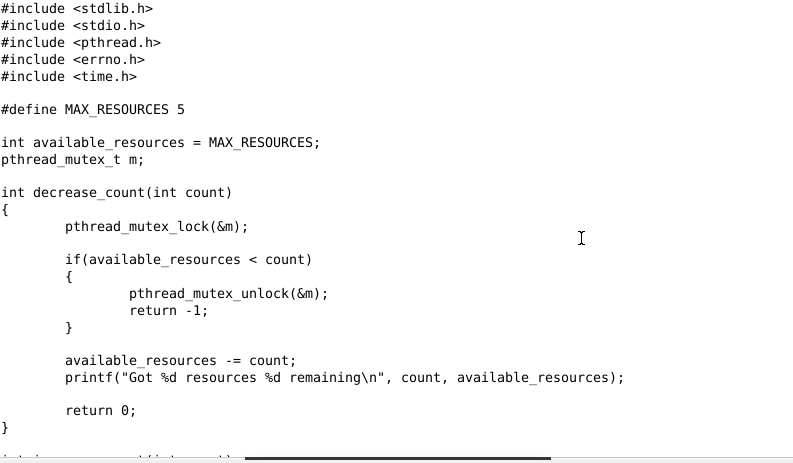 #include <stdlib.h>
#include <stdio.h>
#include <pthread.h>
#include <errno.h>
#include <time.h>
#define MAX_RESOURCES 5
int available_resources = MAX_RESOURCES;
pthread_mutex_t m;
int decrease_count(int count)
{
pthread_mutex_lock(&m);
if(available_resources < count)
{
pthread_mutex_unlock(&m);
return -1;
}
available_resources -= count;
printf("Got %d resources %d remaining\n", count, available_resources);
return 0;
}